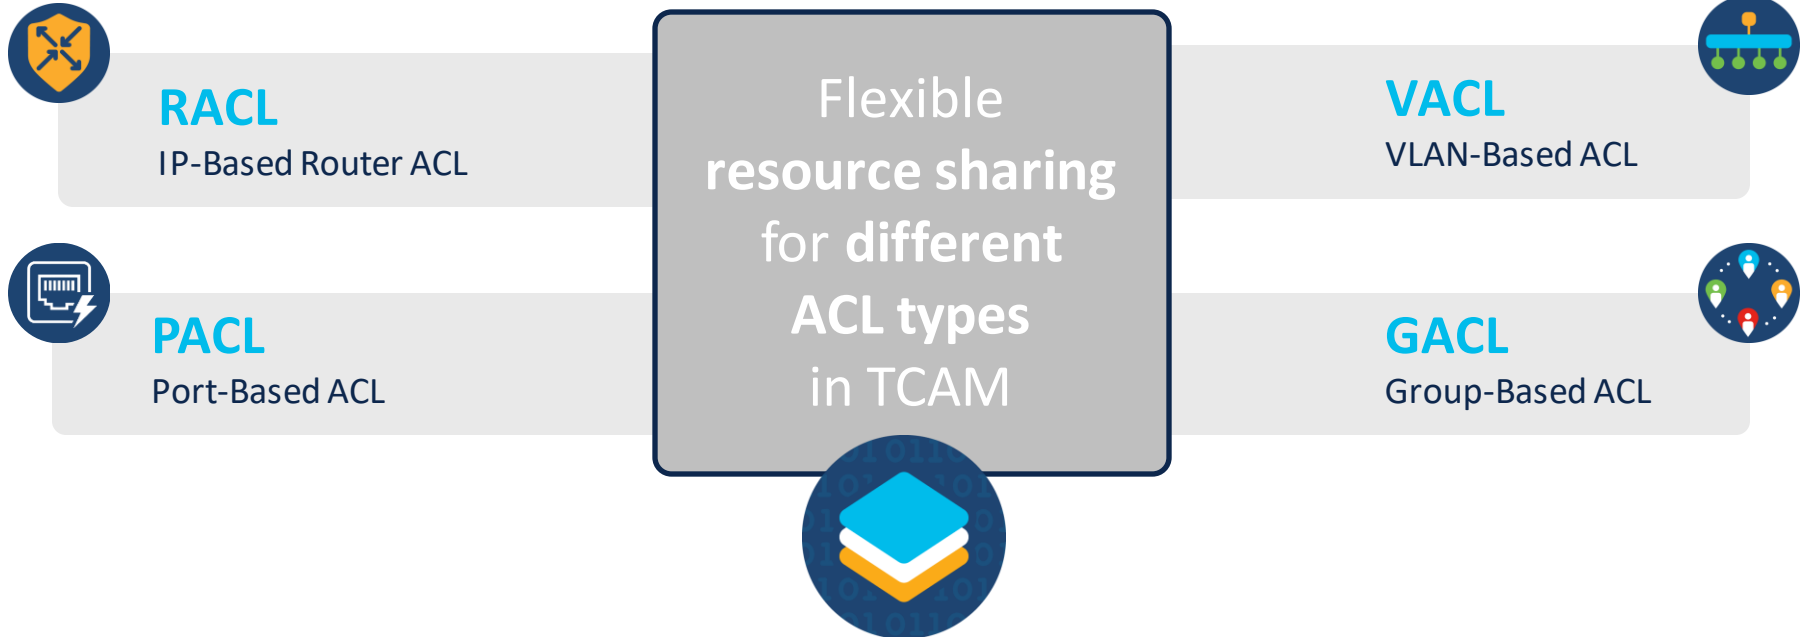 RACL
IP-Based Router ACL
PACL
Port-Based ACL
Flexible
resource sharing
for different
ACL types
in TCAM
VACL
VLAN-Based ACL
GACL
Group-Based ACL